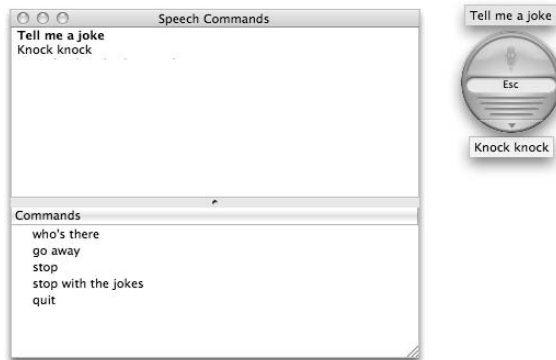 Speech Commands
Tell me a joke
Knock knock
Commands
who's there
go away
stop
stop with the jokes
quit
Tell me a joke
Esc
Knock knock